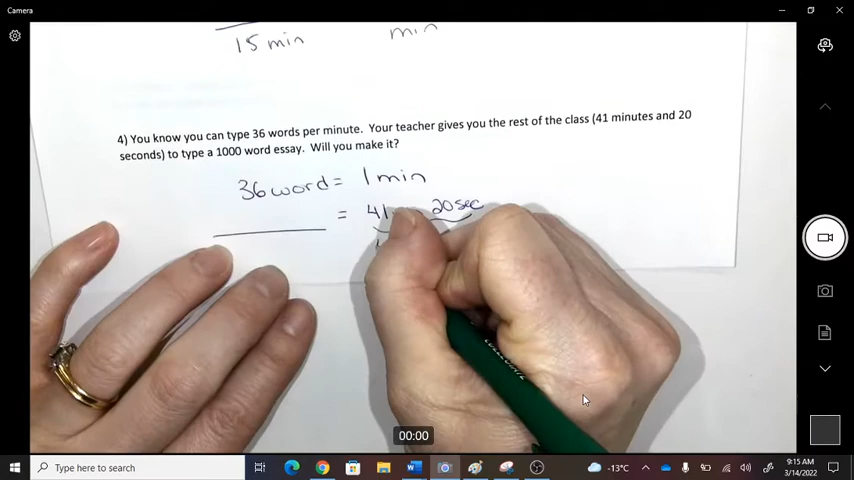 Camera
15 min min
4) You know you can type 36 words per minute. Your teacher gives you the rest of the class (41 minutes and 20
seconds) to type a 1000 word essay. Will you make it?
36 word = 1 min
= 41 20 sec
00:00
Type here to search
-13°C
9:15 AM
3/14/2022